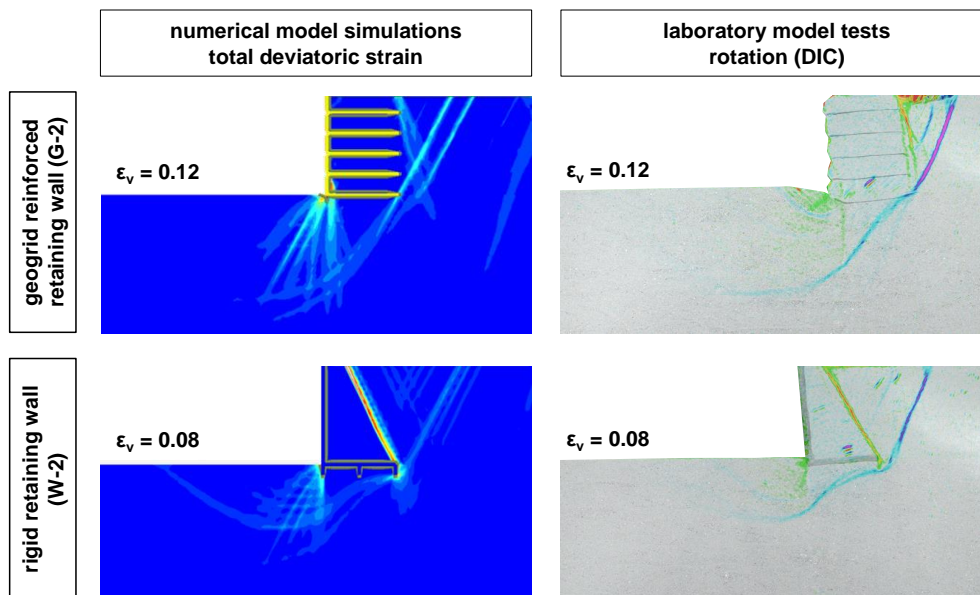 numerical model simulations
total deviatoric strain
laboratory model tests
rotation (DIC)
geogrid reinforced
retaining wall (G-2)
εv = 0.12
εv = 0.12
rigid retaining wall
(W-2)
εv = 0.08
εv = 0.08